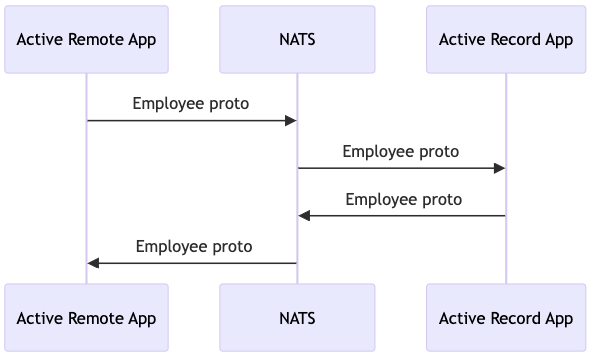 Active Remote App
NATS
Active Record App
Employee proto
Employee proto
Employee proto
Employee proto
Active Remote App
NATS
Active Record App